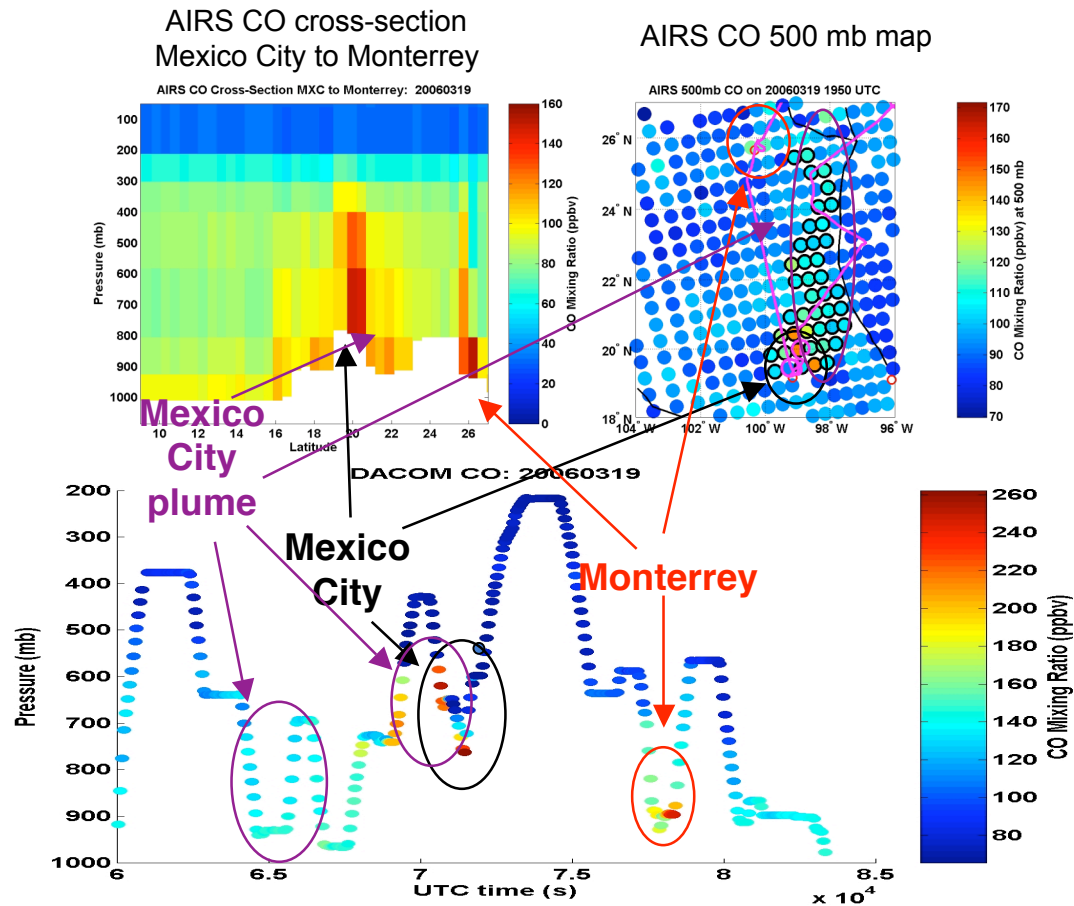 AIRS CO cross-section
Mexico City to Monterrey
AIRS CO 500 mb map
AIRS CO Cross-Section MXC to Monterrey: 20060319
100
200
300
400
500
600
700
800
900
1000
Pressure (mb)
10
12
14
16
18
20
22
24
26
Latitude
160
140
120
100
80
60
40
20
0
CO Mixing Ratio (ppbv)
AIRS 500mb CO on 20060319 1950 UTC
26° N
24° N
22° N
20° N
18° N
104° W
102° W
100° W
98° W
96° W
170
160
150
140
130
120
110
100
90
80
70
CO Mixing Ratio (ppbv) at 500 mb
Mexico
City
plume
Mexico
City
Monterrey
DACOM CO: 20060319
200
300
400
500
600
700
800
900
1000
Pressure (mb)
6
6.5
7
7.5
8
8.5
UTC time (s)
x 10⁴
260
240
220
200
180
160
140
120
100
80
CO Mixing Ratio (ppbv)